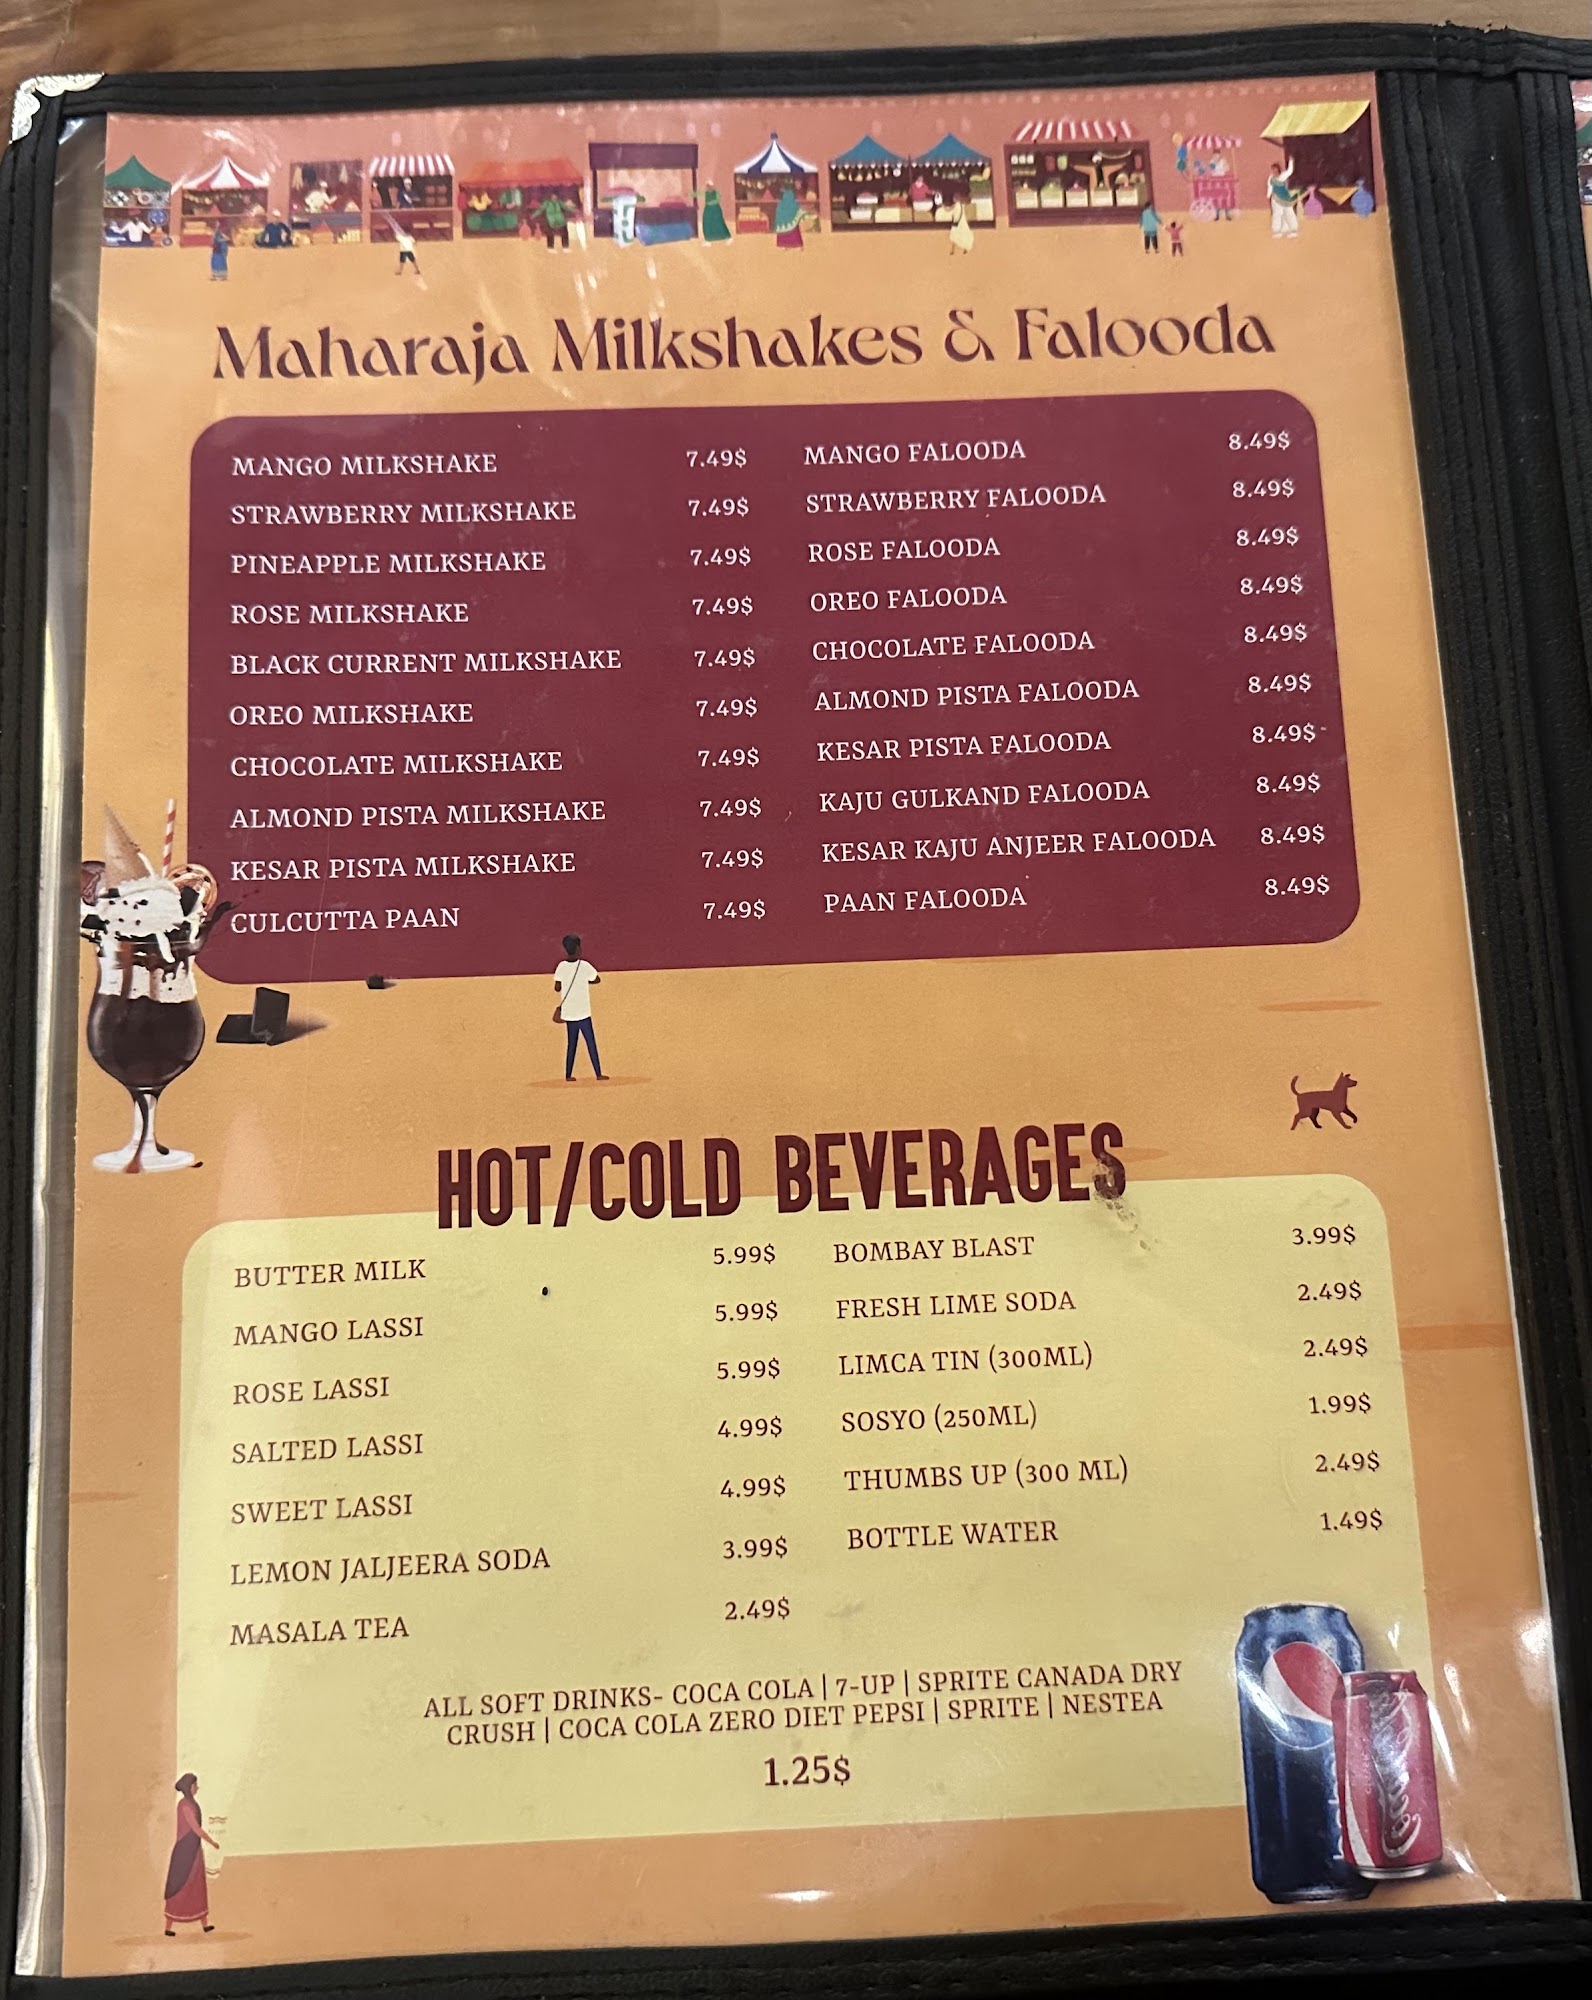 Maharaja Milkshakes & Falooda
MANGO MILKSHAKE 7.49$
STRAWBERRY MILKSHAKE 7.49$
PINEAPPLE MILKSHAKE 7.49$
ROSE MILKSHAKE 7.49$
BLACK CURRENT MILKSHAKE 7.49$
OREO MILKSHAKE 7.49$
CHOCOLATE MILKSHAKE 7.49$
ALMOND PISTA MILKSHAKE 7.49$
KESAR PISTA MILKSHAKE 7.49$
CULCUTTA PAAN 7.49$
MANGO FALOODA 8.49$
STRAWBERRY FALOODA 8.49$
ROSE FALOODA 8.49$
OREO FALOODA 8.49$
CHOCOLATE FALOODA 8.49$
ALMOND PISTA FALOODA 8.49$
KESAR PISTA FALOODA 8.49$
KAJU GULKAND FALOODA 8.49$
KESAR KAJU ANJEER FALOODA 8.49$
PAAN FALOODA 8.49$
HOT/COLD BEVERAGES
BUTTER MILK 5.99$
MANGO LASSI 5.99$
ROSE LASSI 5.99$
SALTED LASSI 4.99$
SWEET LASSI 4.99$
LEMON JALJEERA SODA 3.99$
MASALA TEA 2.49$
BOMBAY BLAST 3.99$
FRESH LIME SODA 2.49$
LIMCA TIN (300ML) 2.49$
SOSYO (250ML) 1.99$
THUMBS UP (300 ML) 2.49$
BOTTLE WATER 1.49$
ALL SOFT DRINKS- COCA COLA | 7-UP | SPRITE CANADA DRY
CRUSH | COCA COLA ZERO DIET PEPSI | SPRITE | NESTEA
1.25$